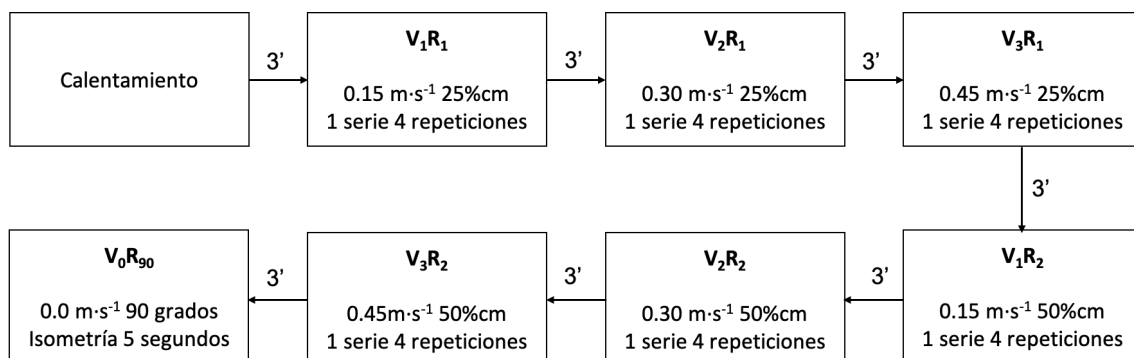 Calentamiento
3’
V₁R₁
0.15 m·s⁻¹ 25%cm
1 serie 4 repeticiones
3’
V₂R₁
0.30 m·s⁻¹ 25%cm
1 serie 4 repeticiones
3’
V₃R₁
0.45 m·s⁻¹ 25%cm
1 serie 4 repeticiones
3’
V₁R₂
0.15 m·s⁻¹ 50%cm
1 serie 4 repeticiones
3’
V₂R₂
0.30 m·s⁻¹ 50%cm
1 serie 4 repeticiones
3’
V₃R₂
0.45m·s⁻¹ 50%cm
1 serie 4 repeticiones
3’
V₀R₉₀
0.0 m·s⁻¹ 90 grados
Isometría 5 segundos